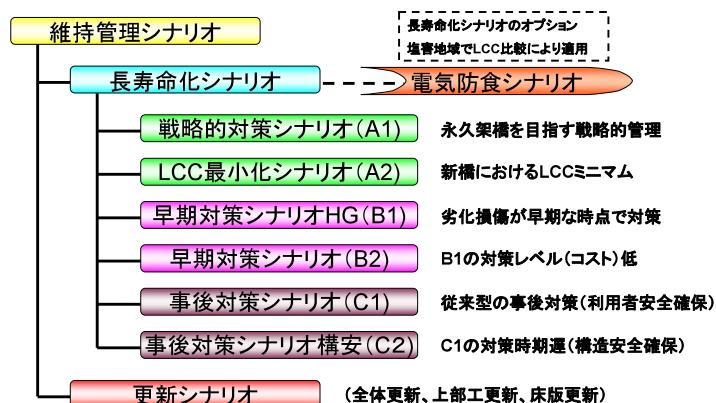 維持管理シナリオ
長寿命化シナリオのオプション
塩害地域でLCC比較により適用
長寿命化シナリオ
電気防食シナリオ
戦略的対策シナリオ(A1) 永久架橋を目指す戦略的管理
LCC最小化シナリオ(A2) 新橋におけるLCCミニマム
早期対策シナリオHG(B1) 劣化損傷が早期な時点で対策
早期対策シナリオ(B2) B1の対策レベル(コスト)低
事後対策シナリオ(C1) 従来型の事後対策(利用者安全確保)
事後対策シナリオ構安(C2) C1の対策時期遅(構造安全確保)
更新シナリオ (全体更新、上部工更新、床版更新)